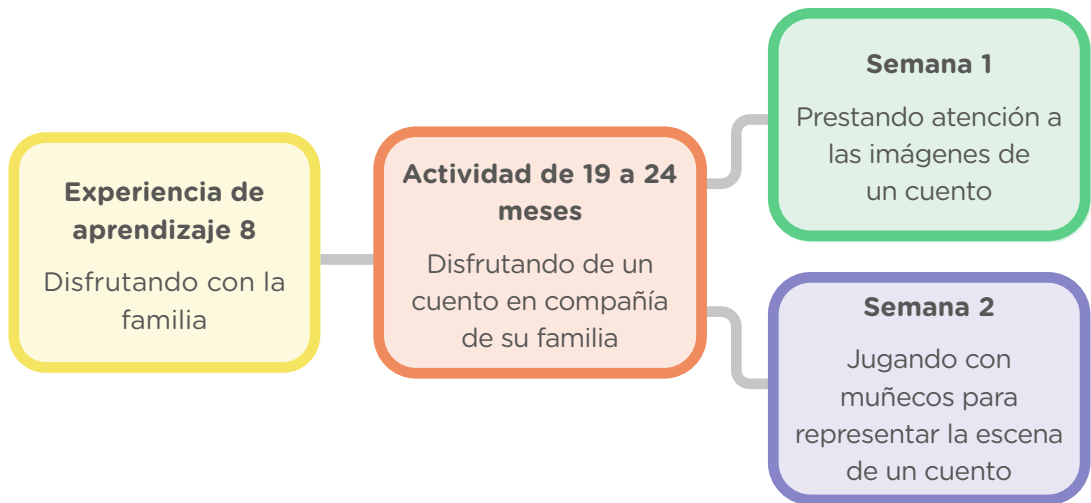 Experiencia de
aprendizaje 8
Disfrutando con la
familia
Actividad de 19 a 24
meses
Disfrutando de un
cuento en compañía
de su familia
Semana 1
Prestando atención a
las imágenes de
un cuento
Semana 2
Jugando con
muñecos para
representar la escena
de un cuento